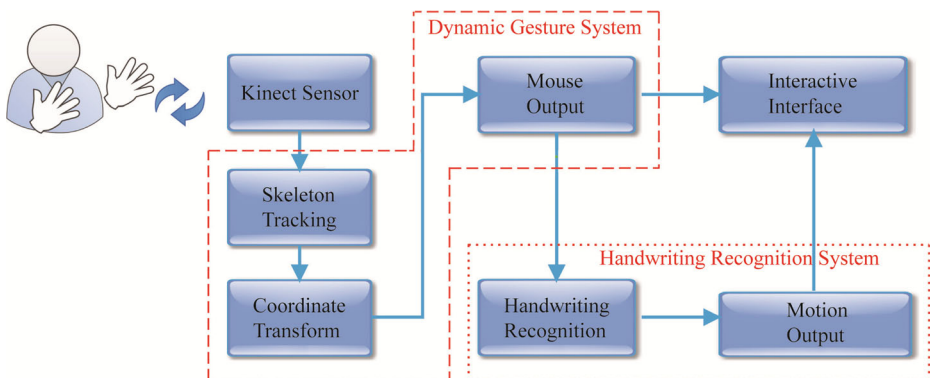 Dynamic Gesture System
Kinect Sensor
Mouse
Output
Interactive
Interface
Skeleton
Tracking
Handwriting Recognition System
Coordinate
Transform
Handwriting
Recognition
Motion
Output